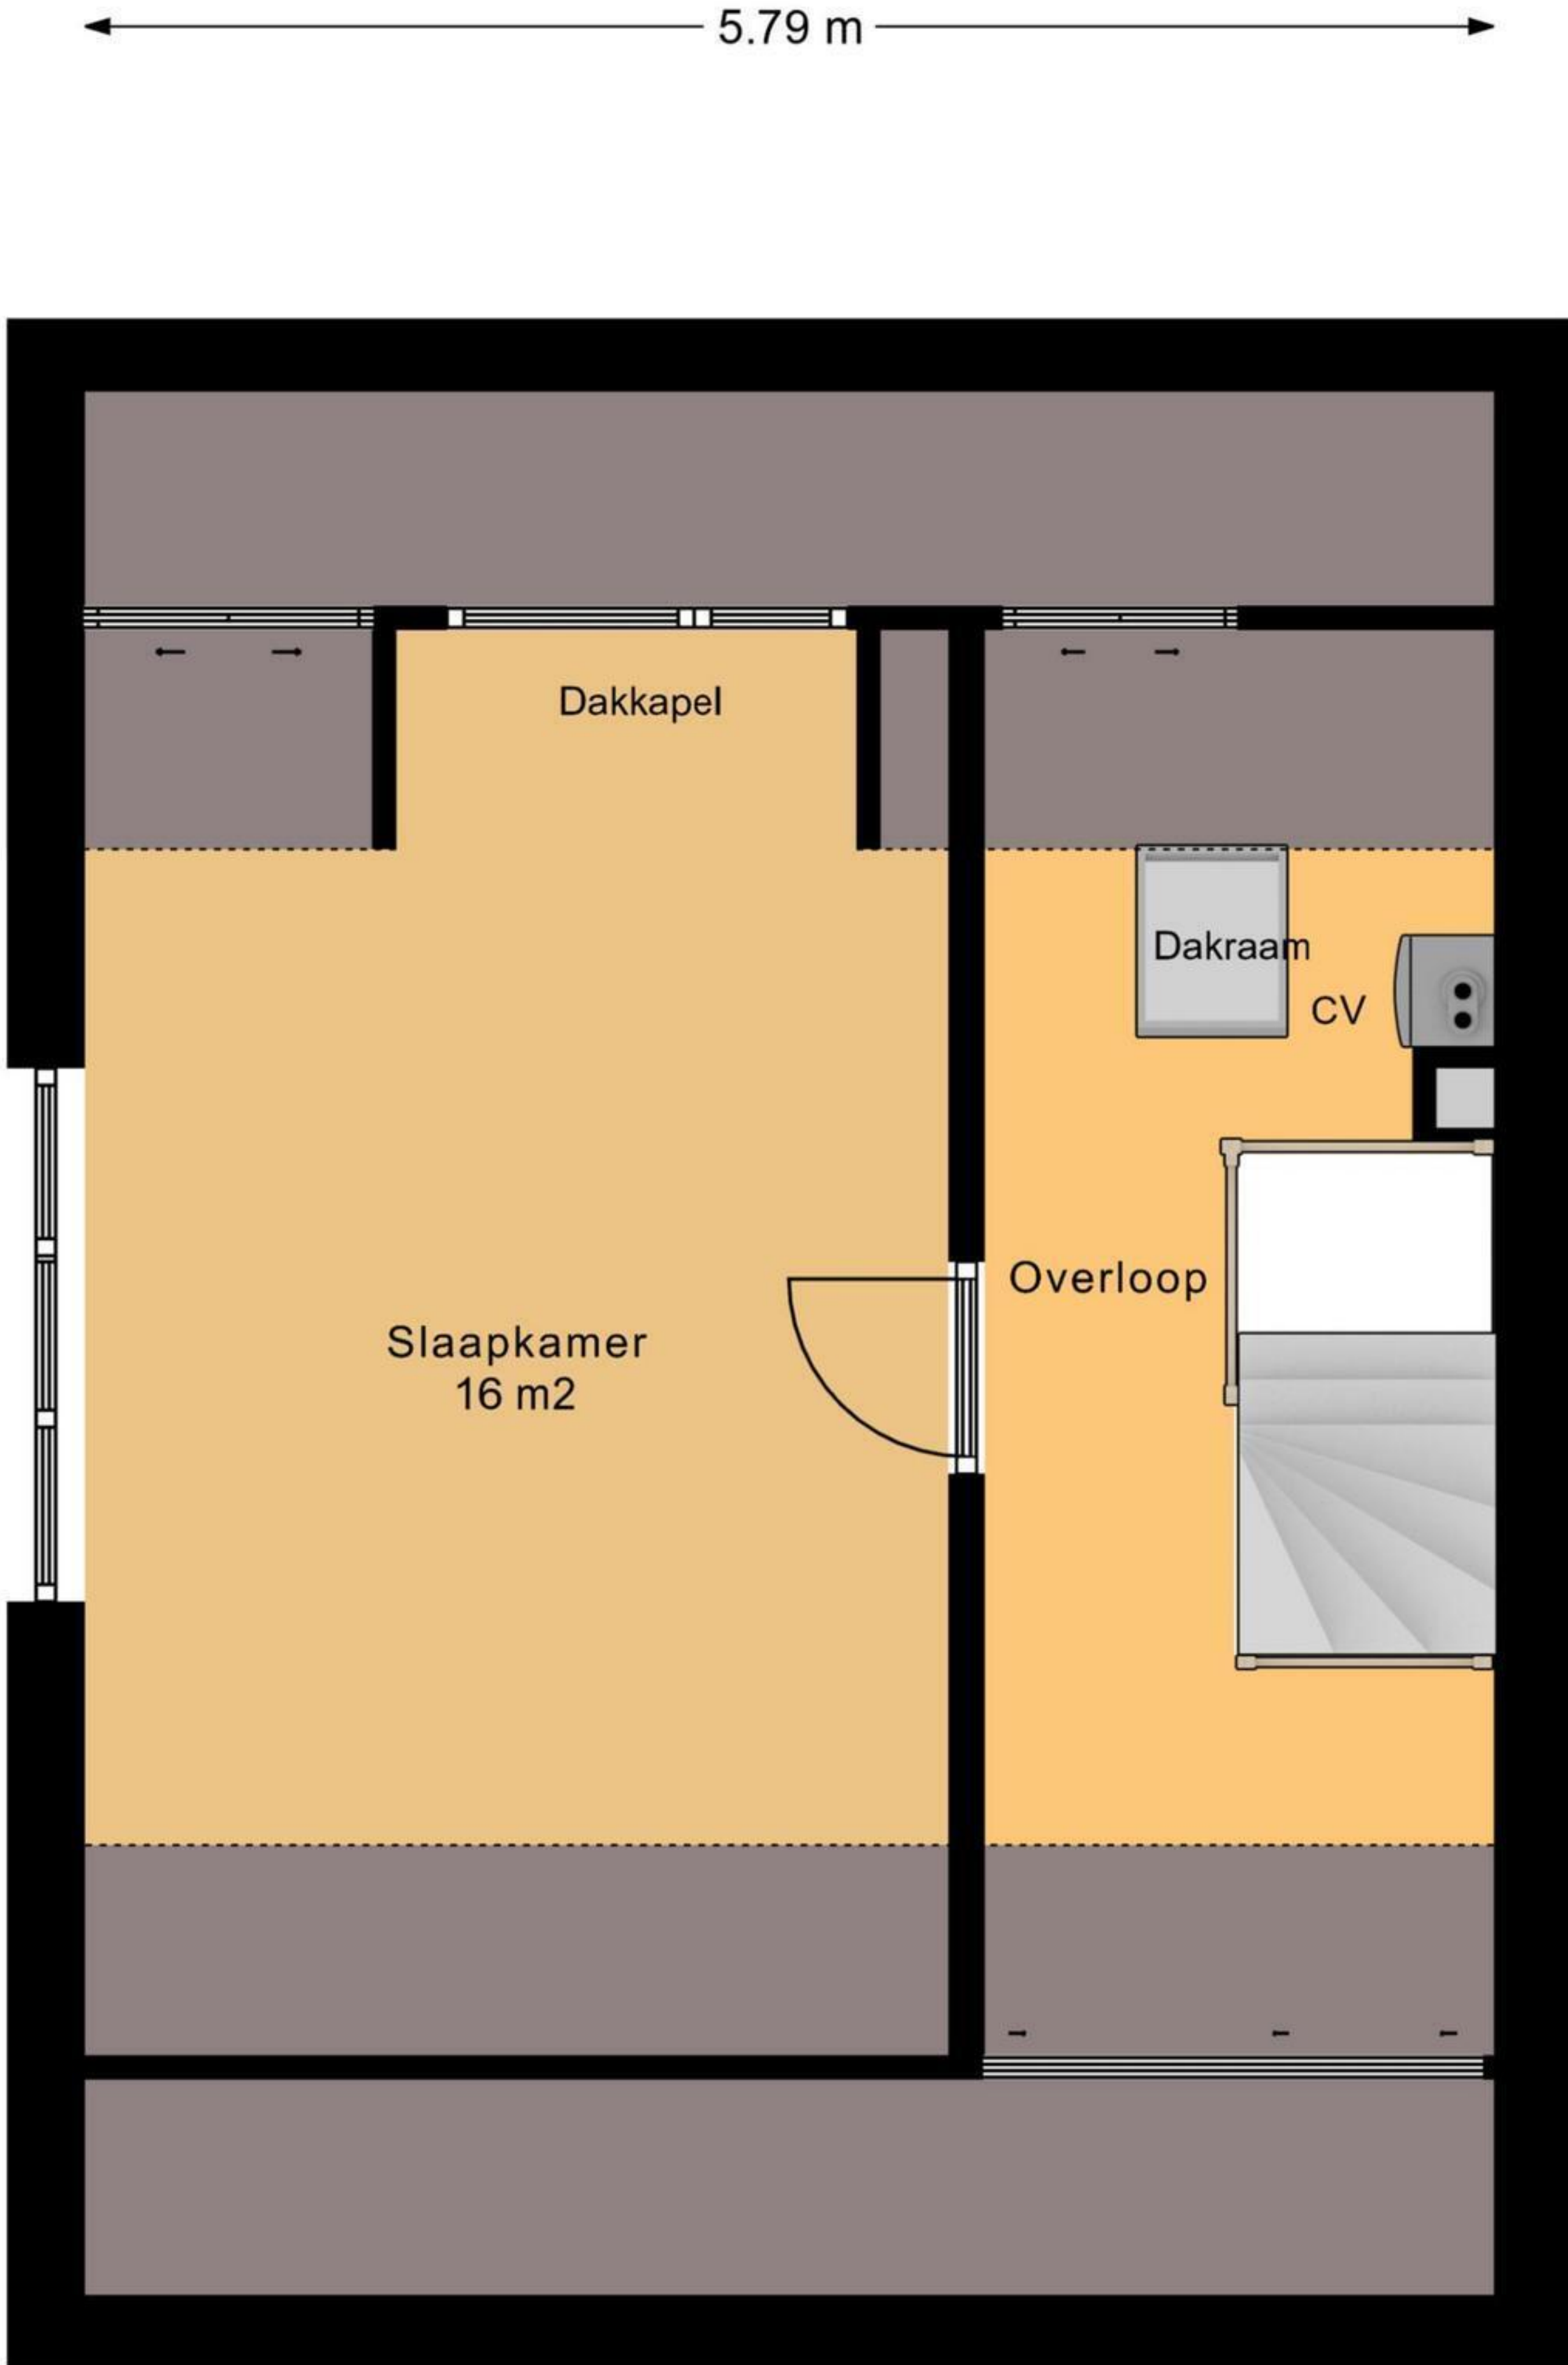 5.79 m
Dakkapel
Dakraam
CV
Overloop
Slaapkamer
16 m2